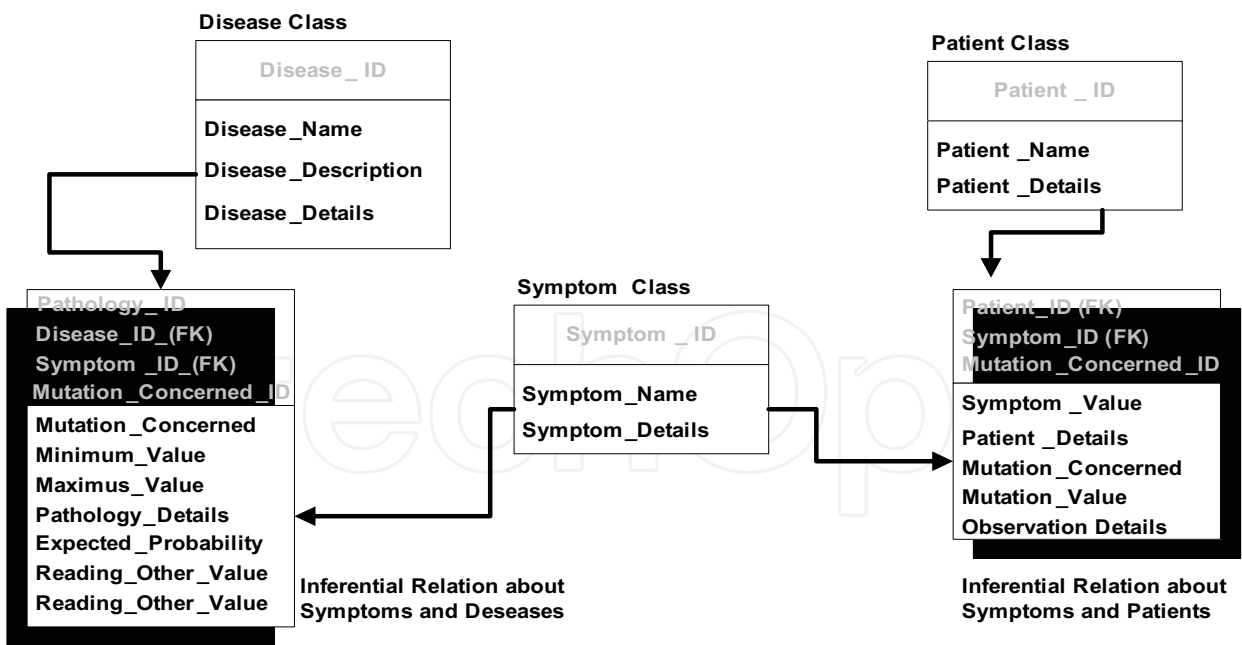 Disease Class
Disease_ ID
Disease_Name
Disease_Description
Disease_Details
Patient Class
Patient _ ID
Patient _Name
Patient _Details
Pathology_ ID
Disease_ID_(FK)
Symptom _ID_(FK)
Mutation_Concerned_ID
Mutation_Concerned
Minimum_Value
Maximus_Value
Pathology_Details
Expected_Probability
Reading_Other_Value
Reading_Other_Value
Inferential Relation about
Symptoms and Deseases
Symptom Class
Symptom _ ID
Symptom_Name
Symptom_Details
Patient_ID (FK)
Symptom_ID (FK)
Mutation_Concerned_ID
Symptom _Value
Patient _Details
Mutation_Concerned
Mutation_Value
Observation Details
Inferential Relation about
Symptoms and Patients